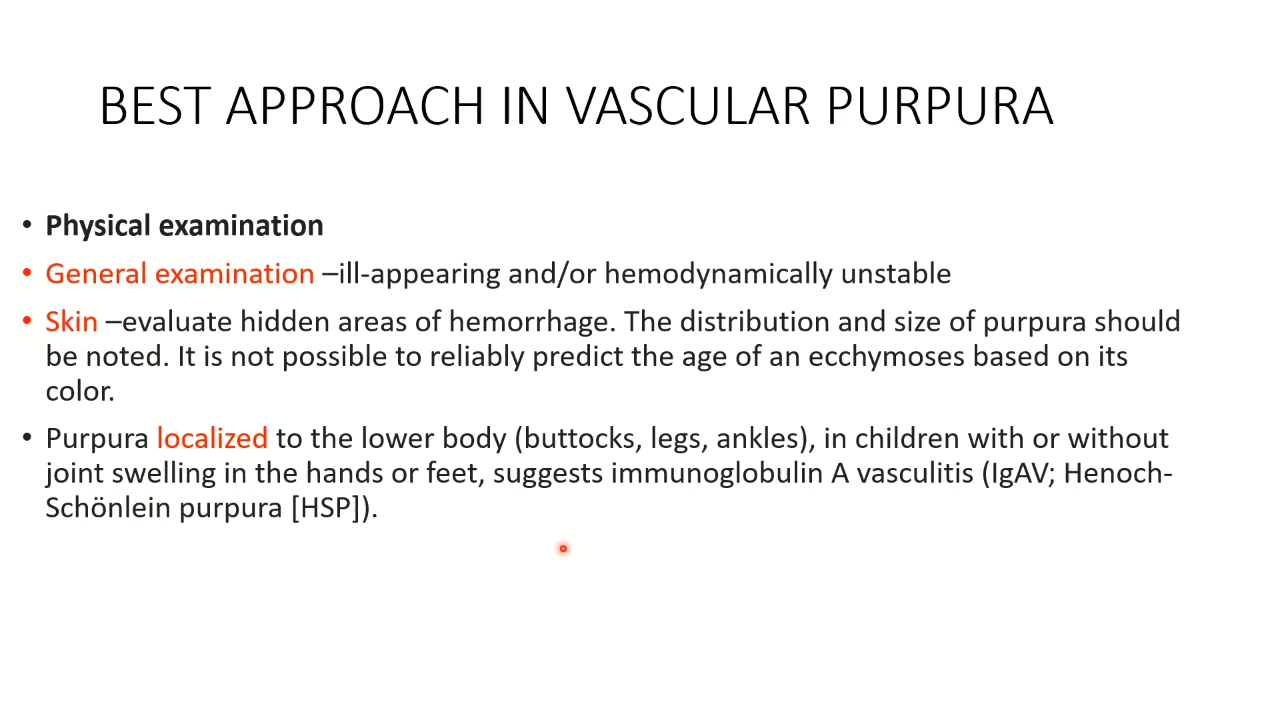 BEST APPROACH IN VASCULAR PURPURA
• Physical examination
• General examination –ill-appearing and/or hemodynamically unstable
• Skin –evaluate hidden areas of hemorrhage. The distribution and size of purpura should
be noted. It is not possible to reliably predict the age of an ecchymoses based on its
color.
• Purpura localized to the lower body (buttocks, legs, ankles), in children with or without
joint swelling in the hands or feet, suggests immunoglobulin A vasculitis (IgAV; Henoch-
Schönlein purpura [HSP]).